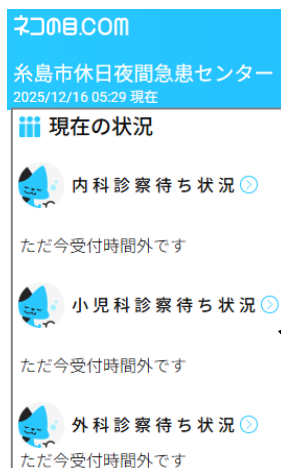 ネコの目.COM
糸島市休日夜間急患センター
2025/12/16 05:29 現在
現在の状況
内科診察待ち状況
ただ今受付時間外です
小児科診察待ち状況
ただ今受付時間外です
外科診察待ち状況
ただ今受付時間外です